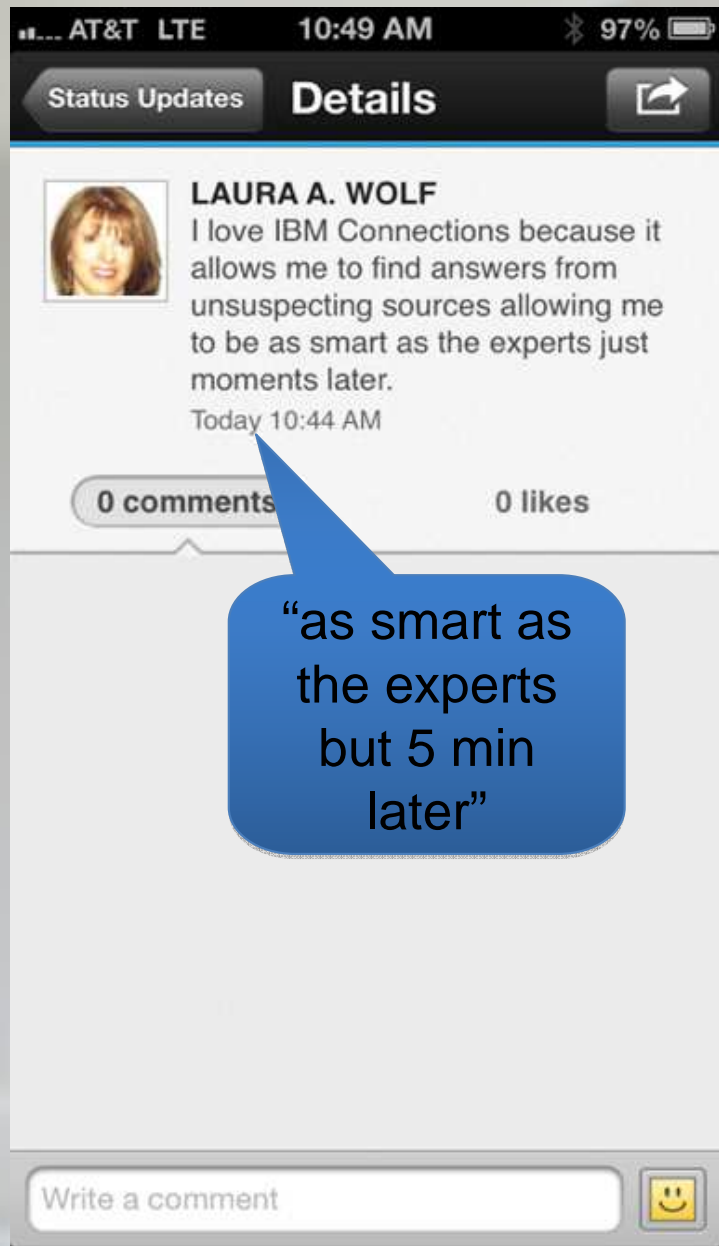 AT&T LTE 10:49 AM 97%
Status Updates Details
LAURA A. WOLF
I love IBM Connections because it
allows me to find answers from
unsuspecting sources allowing me
to be as smart as the experts just
moments later.
Today 10:44 AM
0 comments 0 likes
“as smart as
the experts
but 5 min
later”
Write a comment